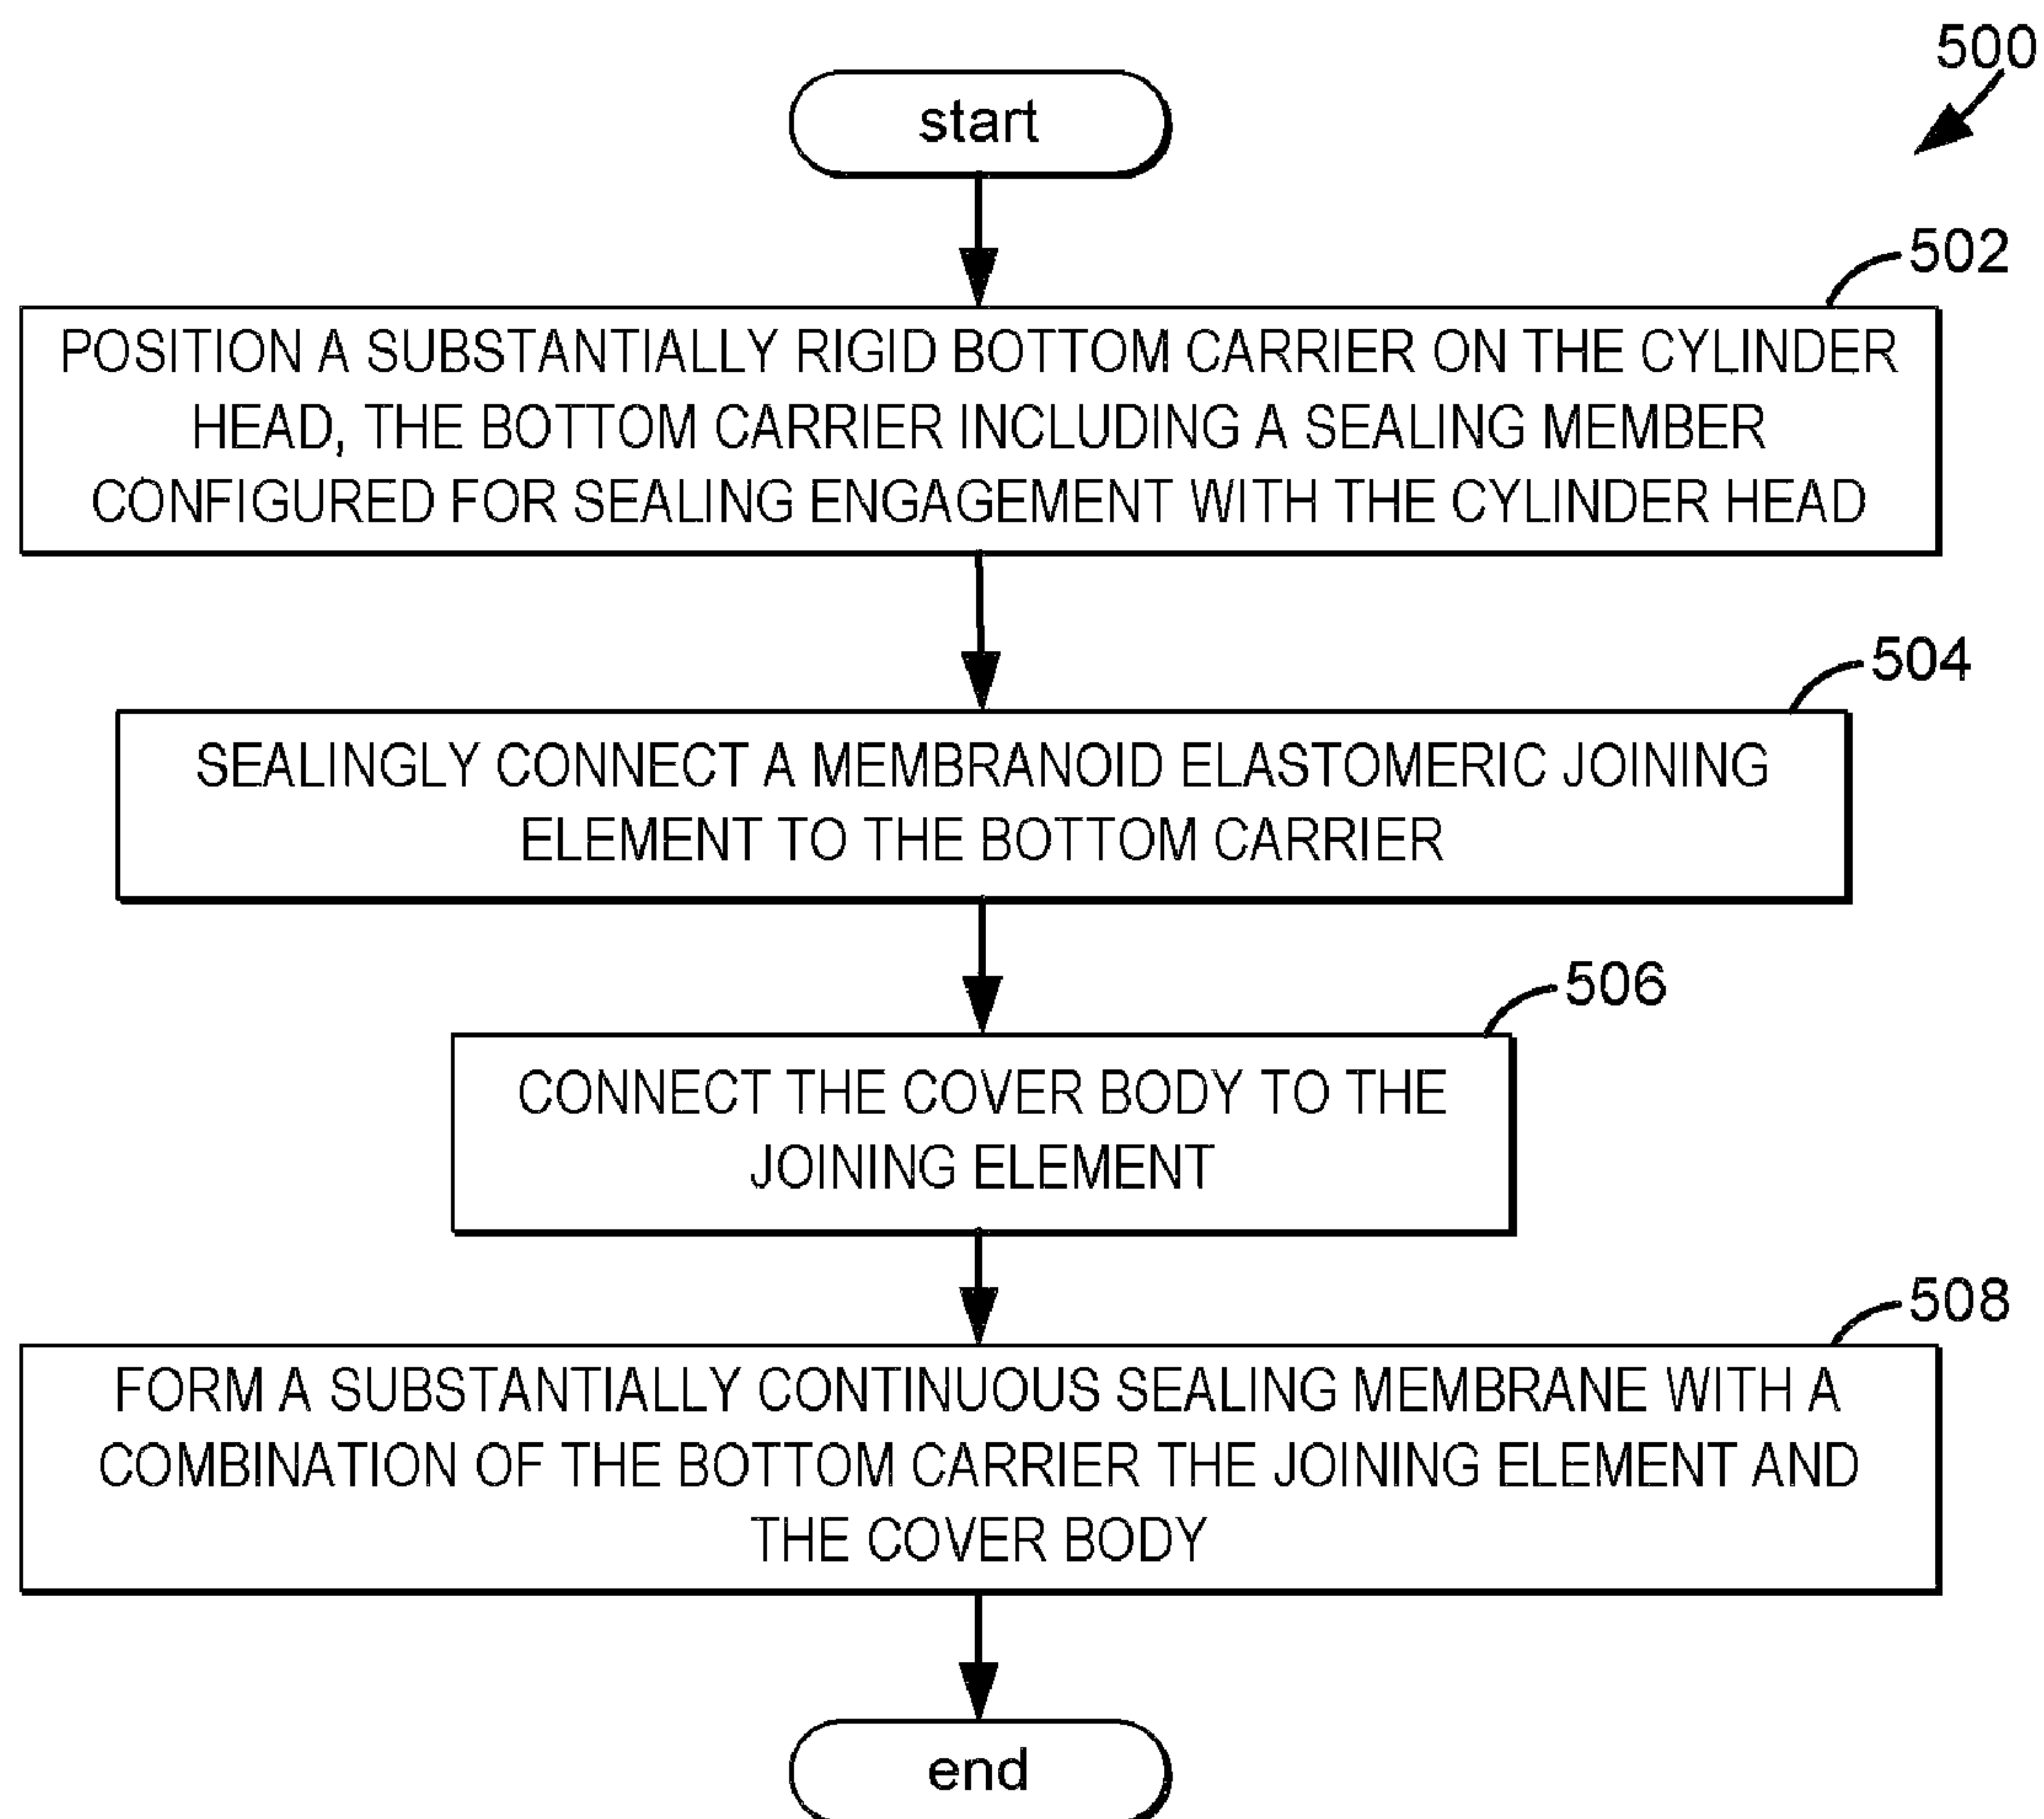 500
start
502
POSITION A SUBSTANTIALLY RIGID BOTTOM CARRIER ON THE CYLINDER
HEAD, THE BOTTOM CARRIER INCLUDING A SEALING MEMBER
CONFIGURED FOR SEALING ENGAGEMENT WITH THE CYLINDER HEAD
504
SEALINGLY CONNECT A MEMBRANOID ELASTOMERIC JOINING
ELEMENT TO THE BOTTOM CARRIER
506
CONNECT THE COVER BODY TO THE
JOINING ELEMENT
508
FORM A SUBSTANTIALLY CONTINUOUS SEALING MEMBRANE WITH A
COMBINATION OF THE BOTTOM CARRIER THE JOINING ELEMENT AND
THE COVER BODY
end